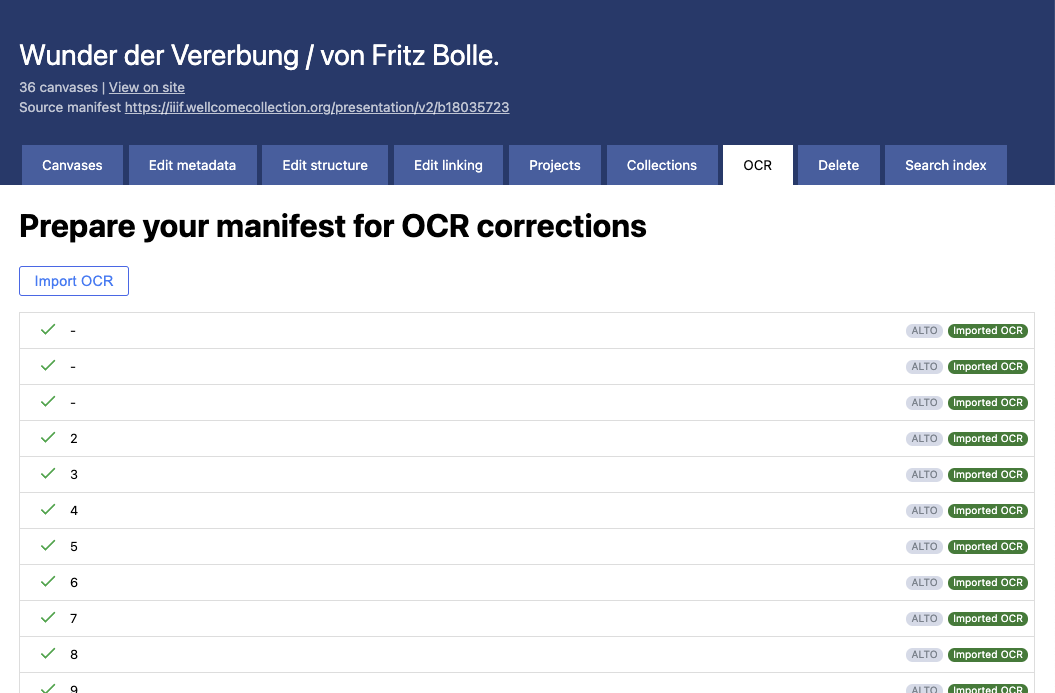 Wunder der Vererbung / von Fritz Bolle.
36 canvases | View on site
Source manifest https://iiif.wellcomecollection.org/presentation/v2/b18035723
Canvases Edit metadata Edit structure Edit linking Projects Collections OCR Delete Search index
Prepare your manifest for OCR corrections
Import OCR
- ALTO Imported OCR
- ALTO Imported OCR
- ALTO Imported OCR
2 ALTO Imported OCR
3 ALTO Imported OCR
4 ALTO Imported OCR
5 ALTO Imported OCR
6 ALTO Imported OCR
7 ALTO Imported OCR
8 ALTO Imported OCR
9 ALTO Imported OCR